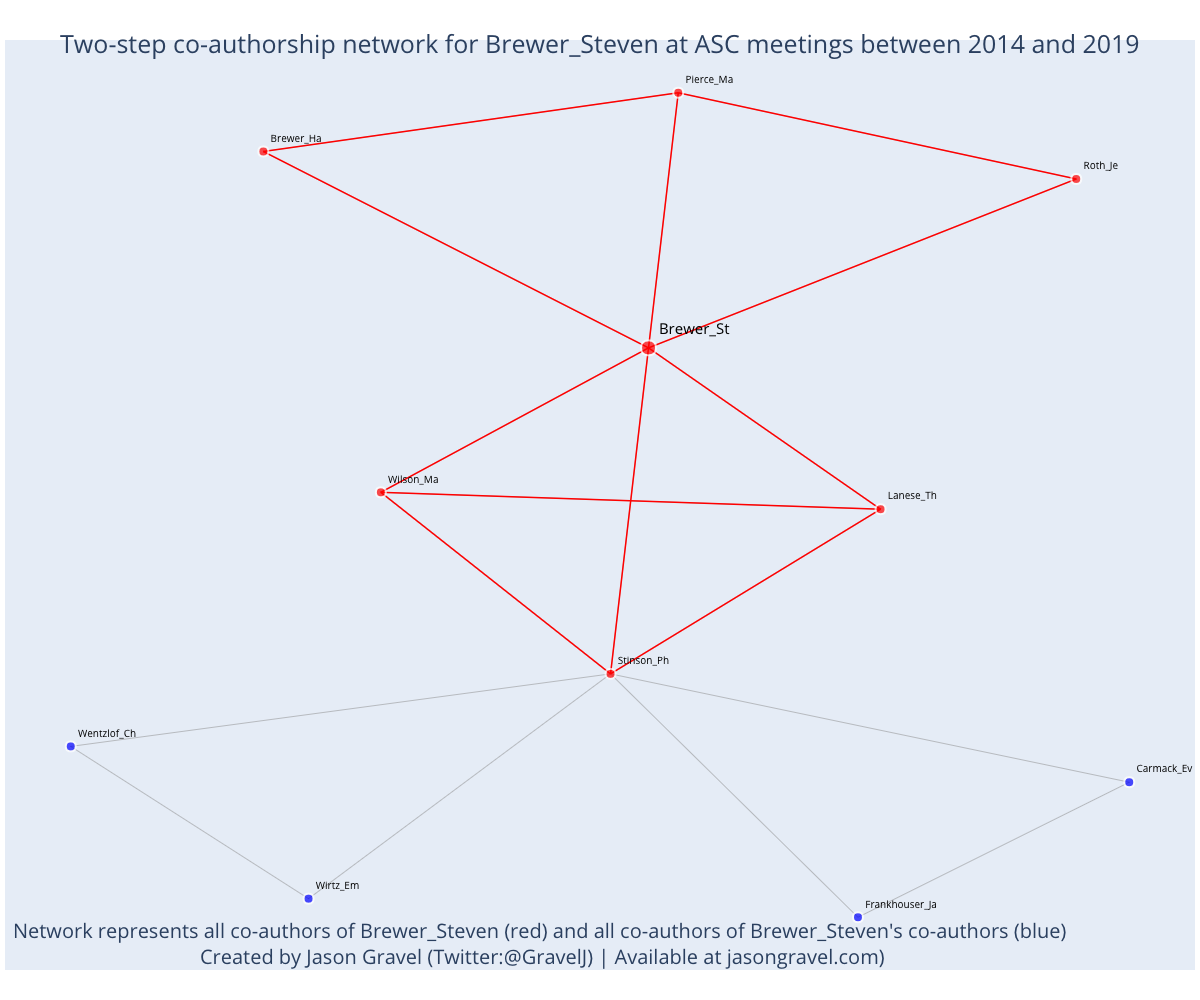 Two-step co-authorship network for Brewer_Steven at ASC meetings between 2014 and 2019
Pierce_Ma
Brewer_Ha
Roth_Je
Brewer_St
Wilson_Ma
Lanese_Th
Stinson_Ph
Wentzlof_Ch
Carmack_Ev
Wirtz_Em
Frankhouser_Ja
Network represents all co-authors of Brewer_Steven (red) and all co-authors of Brewer_Steven's co-authors (blue)
Created by Jason Gravel (Twitter:@GravelJ) | Available at jasongravel.com)